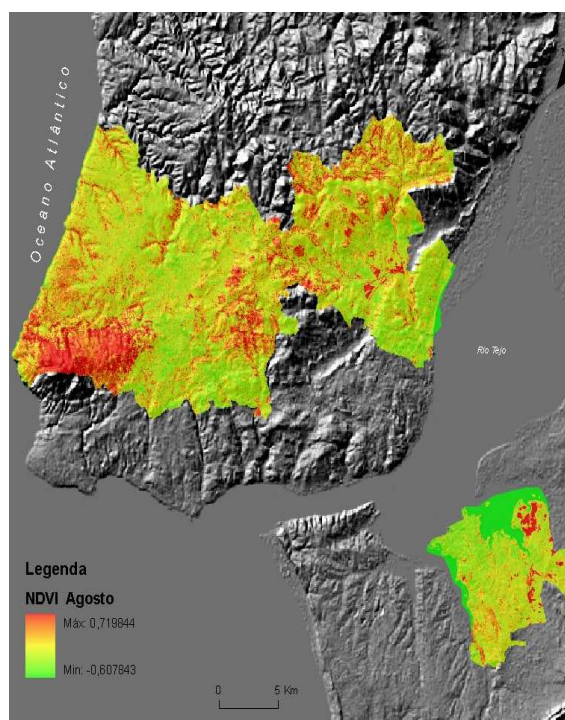 Oceano Atlântico
Rio Tejo
Legenda
NDVI Agosto
Máx: 0,719844
Min: -0,607843
0 5 Km